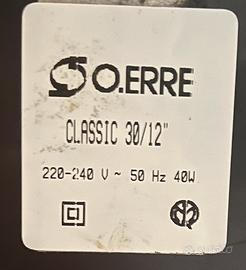 O.ERRE
CLASSIC 30/12"
220-240 V ~ 50 Hz 40W